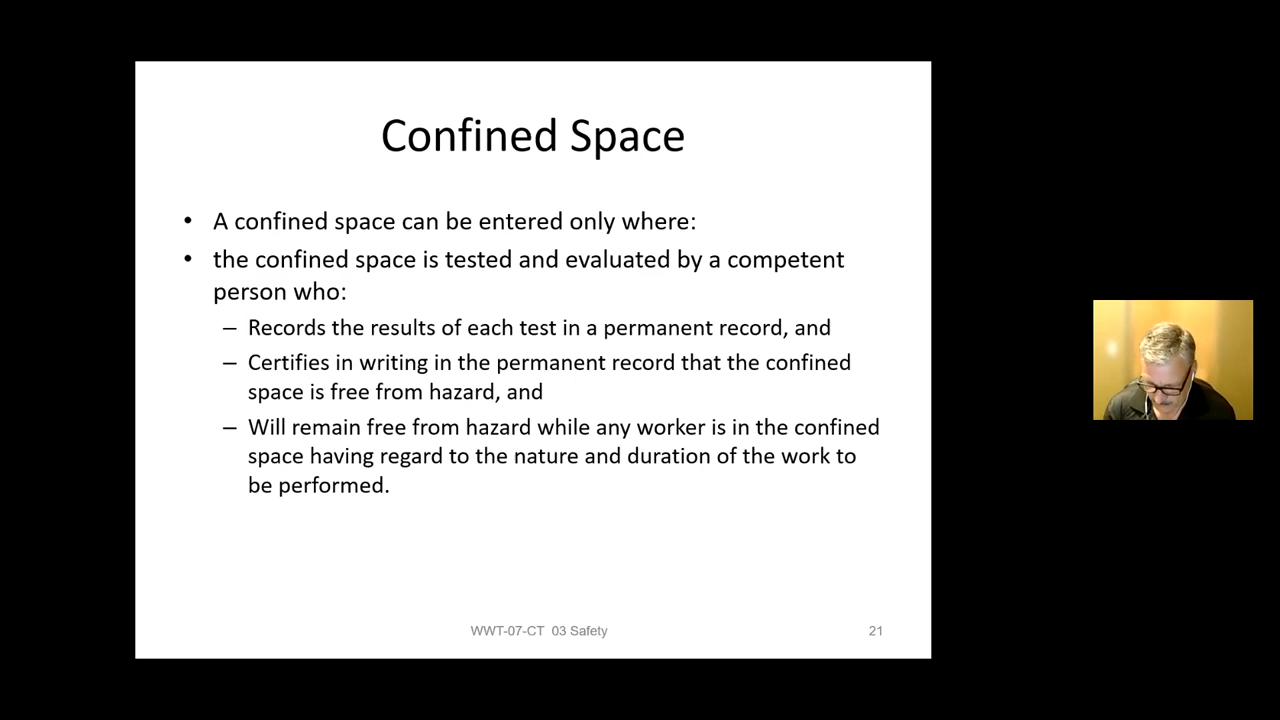 Confined Space
• A confined space can be entered only where:
• the confined space is tested and evaluated by a competent
person who:
– Records the results of each test in a permanent record, and
– Certifies in writing in the permanent record that the confined
space is free from hazard, and
– Will remain free from hazard while any worker is in the confined
space having regard to the nature and duration of the work to
be performed.
WWT-07-CT 03 Safety
21